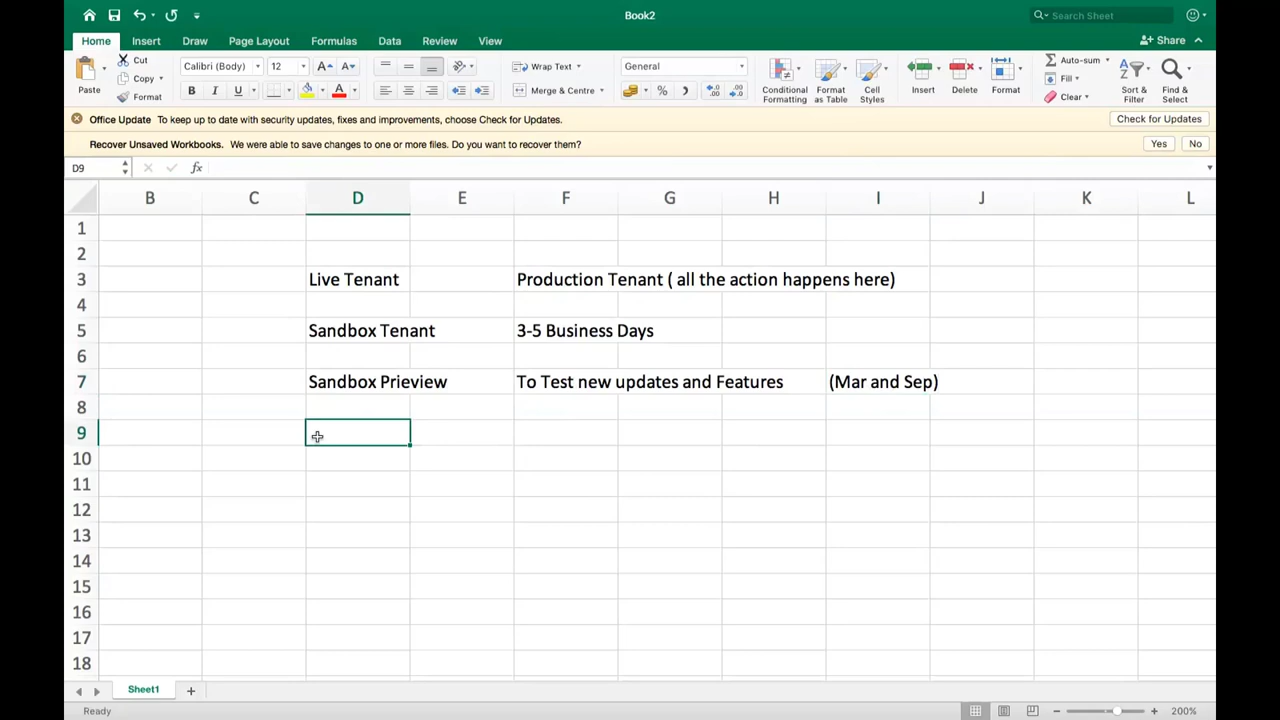 Book2
Search Sheet
Home Insert Draw Page Layout Formulas Data Review View
Share
Paste
Cut
Copy
Format
Calibri (Body) 12
A A
B I U A
Wrap Text
Merge & Centre
General
%
Conditional Formatting
Format as Table
Cell Styles
Insert
Delete
Format
Auto-sum
Fill
Clear
Sort & Filter
Find & Select
Office Update To keep up to date with security updates, fixes and improvements, choose Check for Updates. Check for Updates
Recover Unsaved Workbooks. We were able to save changes to one or more files. Do you want to recover them? Yes No
D9 fx
B C D E F G H I J K L
1
2
3 Live Tenant Production Tenant ( all the action happens here)
4
5 Sandbox Tenant 3-5 Business Days
6
7 Sandbox Prieview To Test new updates and Features (Mar and Sep)
8
9
10
11
12
13
14
15
16
17
18
Sheet1
Ready 200%